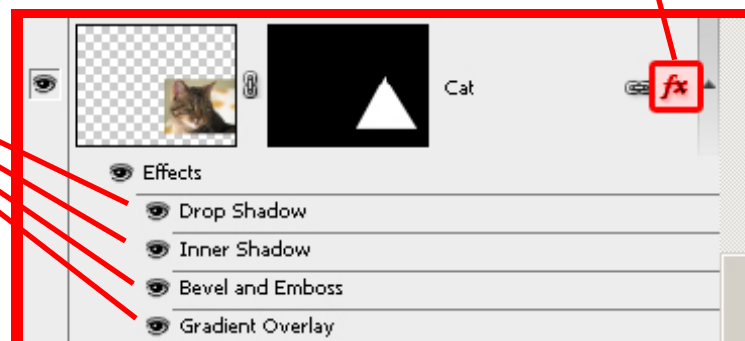 Cat fx
Effects
Drop Shadow
Inner Shadow
Bevel and Emboss
Gradient Overlay